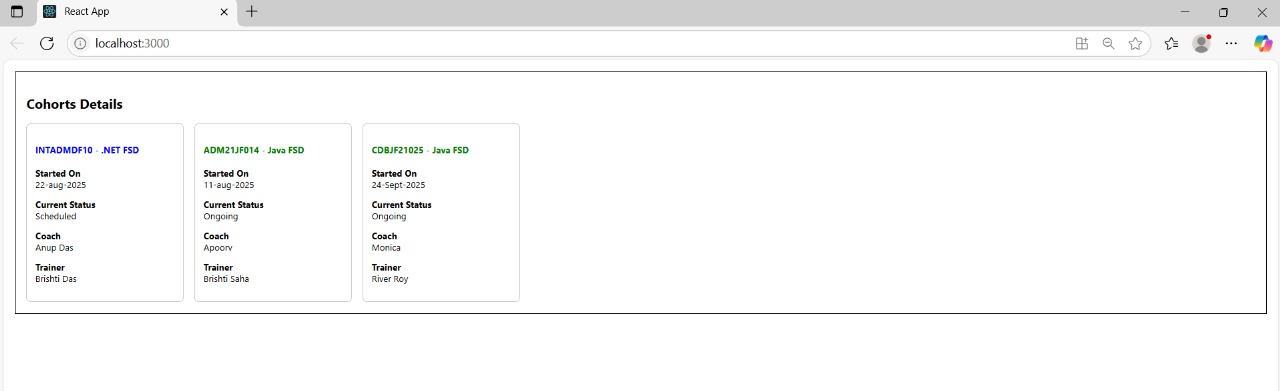 React App
localhost:3000
Cohorts Details
INTADMDF10 - .NET FSD
Started On
22-aug-2025
Current Status
Scheduled
Coach
Anup Das
Trainer
Brishti Das
ADM21JF014 - Java FSD
Started On
11-aug-2025
Current Status
Ongoing
Coach
Apoorv
Trainer
Brishti Saha
CDBJF21025 - Java FSD
Started On
24-Sept-2025
Current Status
Ongoing
Coach
Monica
Trainer
River Roy